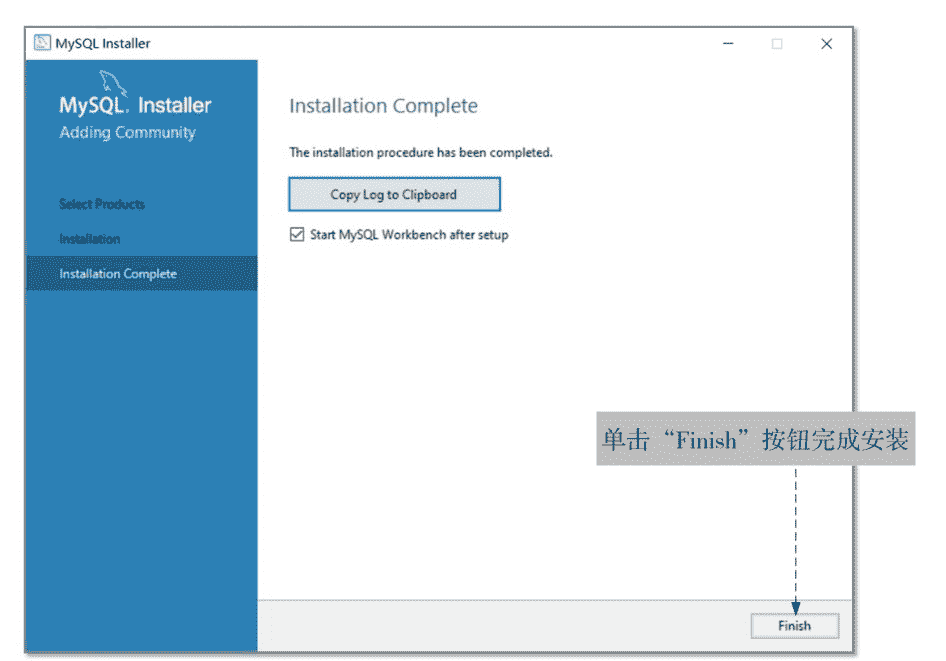 MySQL Installer
MySQL. Installer
Adding Community
Select Products
Installation
Installation Complete
Installation Complete
The installation procedure has been completed.
Copy Log to Clipboard
Start MySQL Workbench after setup
单击“Finish”按钮完成安装
Finish